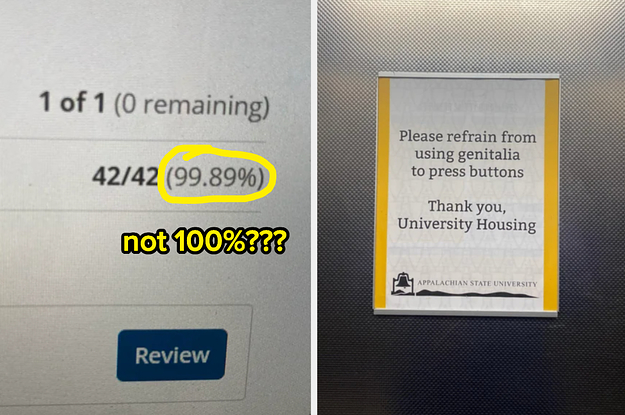 1 of 1 (0 remaining)
42/42 (99.89%)
not 100%???
Review
Please refrain from
using genitalia
to press buttons
Thank you,
University Housing
APPALACHIAN STATE UNIVERSITY